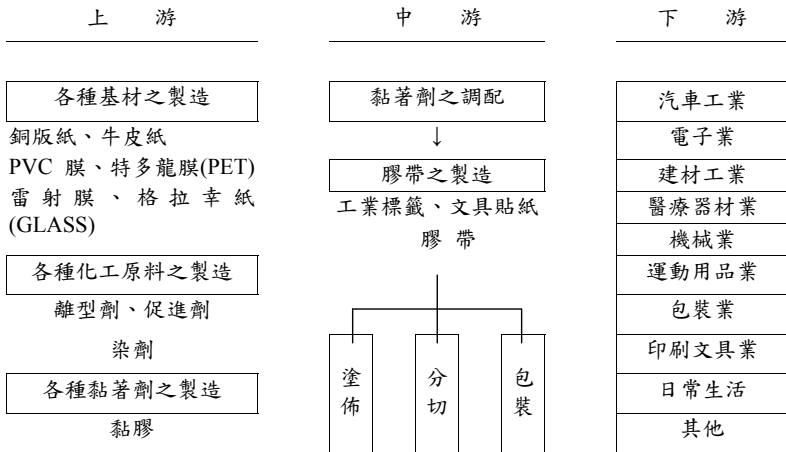 上 游
各種基材之製造
銅版紙、牛皮紙
PVC 膜、特多龍膜(PET)
雷射膜、格拉辛紙
(GLASS)
各種化工原料之製造
離型劑、促進劑
染劑
各種黏著劑之製造
黏膠
中 游
黏著劑之調配
↓
膠帶之製造
工業標籤、文具貼紙
膠 帶
塗佈
分切
包裝
下 游
汽車工業
電子業
建材工業
醫療器材業
機械業
運動用品業
包裝業
印刷文具業
日常生活
其他